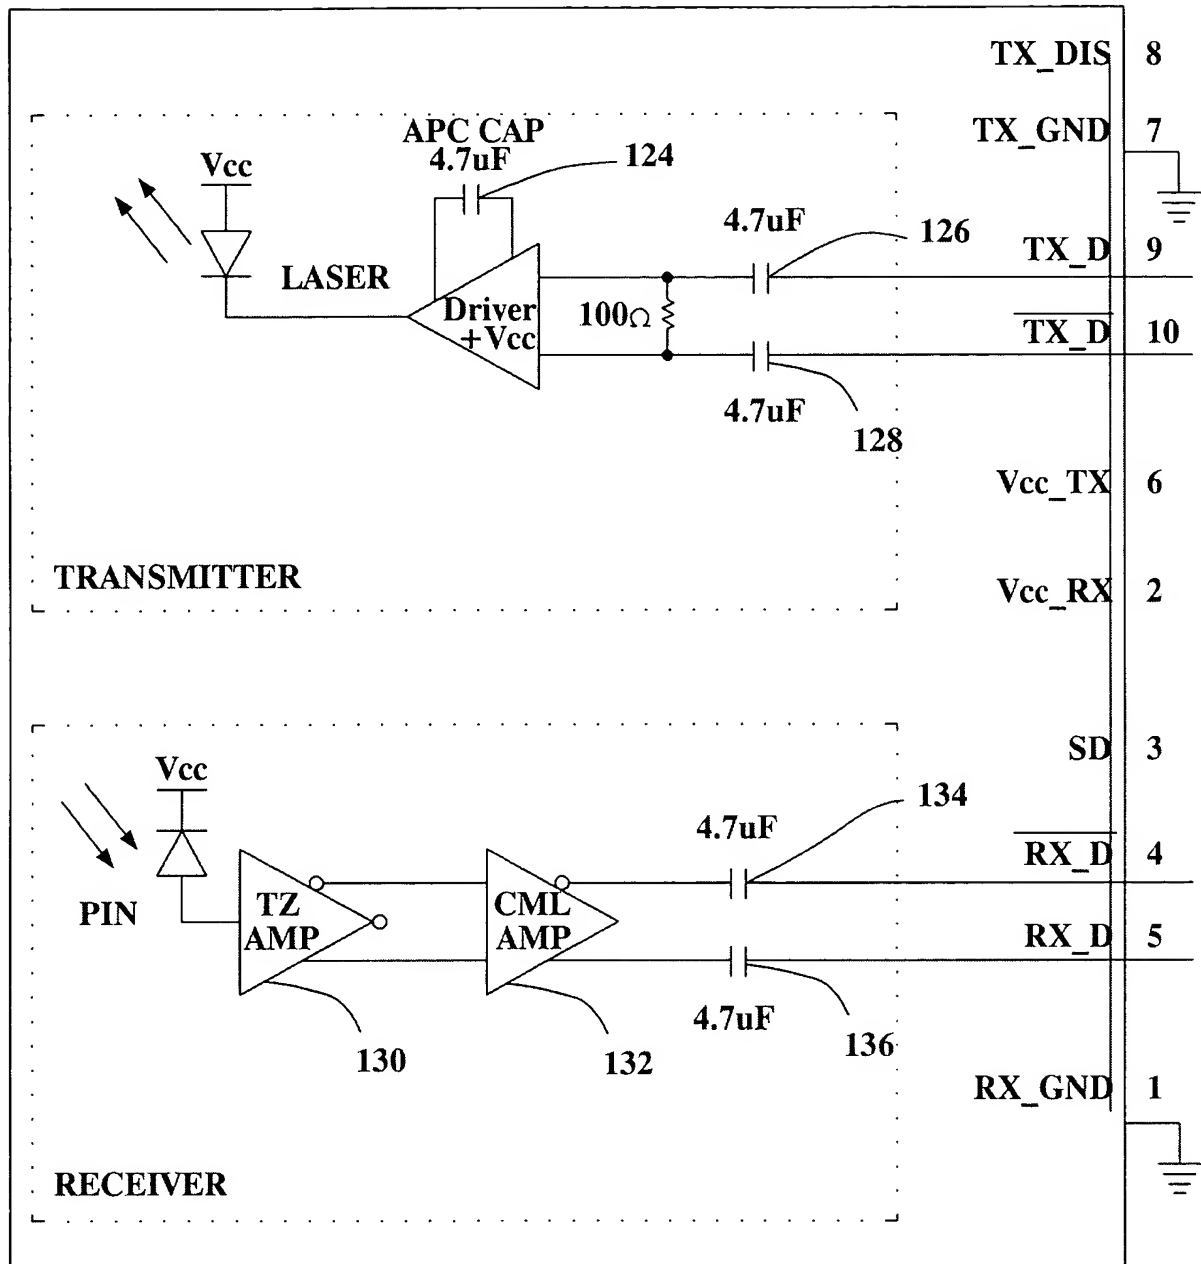 TX_DIS 8
TX_GND 7
APC CAP
4.7uF
124
Vcc
4.7uF
126
TX_D 9
LASER
Driver
+Vcc
100Ω
T̅X̅_̅D̅ 10
4.7uF
128
Vcc_TX 6
TRANSMITTER
Vcc_RX 2
SD 3
Vcc
134
4.7uF
R̅X̅_̅D̅ 4
PIN
TZ
AMP
CML
AMP
RX_D 5
4.7uF
130
132
136
RX_GND 1
RECEIVER